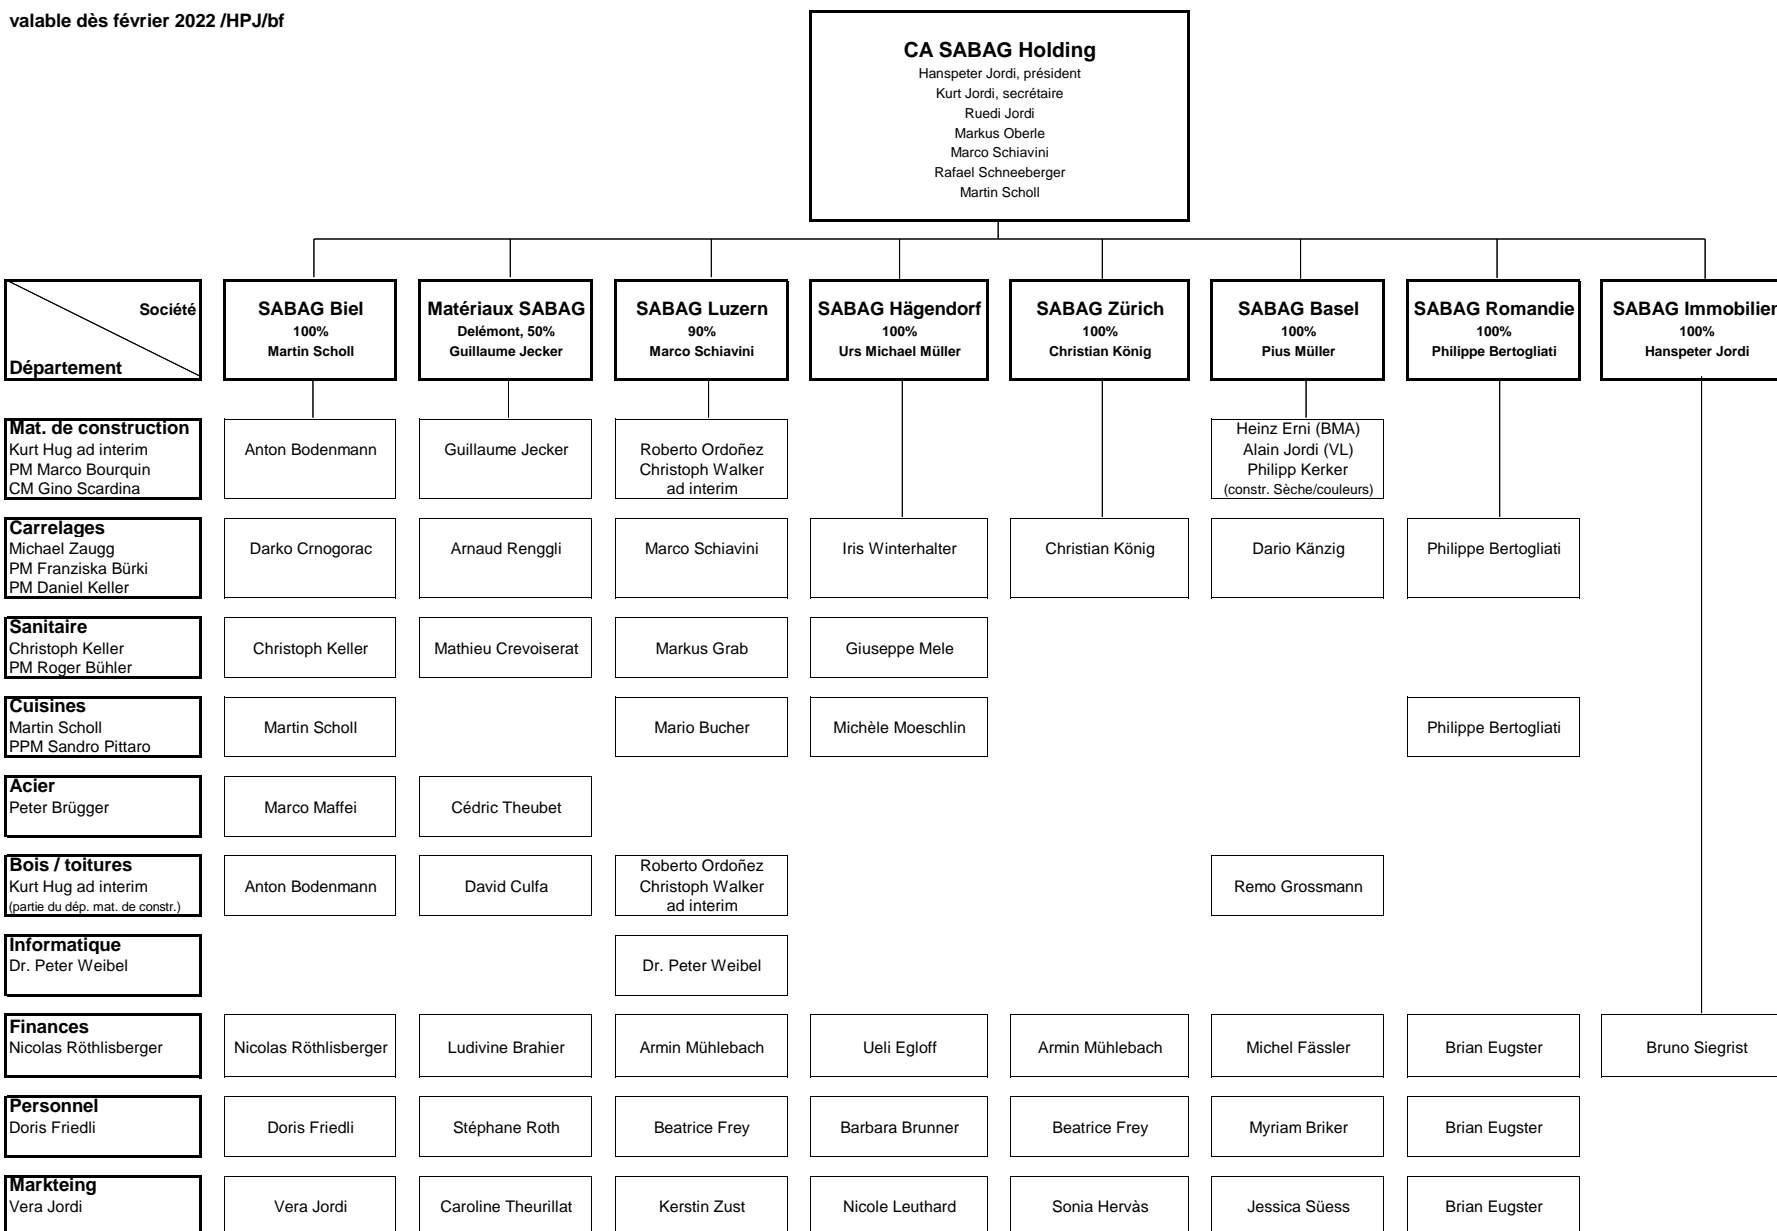 valable dès février 2022 /HPJ/bf
CA SABAG Holding
Hanspeter Jordi, président
Kurt Jordi, secrétaire
Ruedi Jordi
Markus Oberle
Marco Schiavini
Rafael Schneeberger
Martin Scholl
Société
Département
SABAG Biel
100%
Martin Scholl
Matériaux SABAG
Delémont, 50%
Guillaume Jecker
SABAG Luzern
90%
Marco Schiavini
SABAG Hägendorf
100%
Urs Michael Müller
SABAG Zürich
100%
Christian König
SABAG Basel
100%
Pius Müller
SABAG Romandie
100%
Philippe Bertogliati
SABAG Immobilien
100%
Hanspeter Jordi
Mat. de construction
Kurt Hug ad interim
PM Marco Bourquin
CM Gino Scardina
Anton Bodenmann
Guillaume Jecker
Roberto Ordoñez
Christoph Walker
ad interim
Heinz Erni (BMA)
Alain Jordi (VL)
Philipp Kerker
(constr. Sèche/couleurs)
Carrelages
Michael Zaugg
PM Franziska Bürki
PM Daniel Keller
Darko Crnogorac
Arnaud Renggli
Marco Schiavini
Iris Winterhalter
Christian König
Dario Känzig
Philippe Bertogliati
Sanitaire
Christoph Keller
PM Roger Bühler
Christoph Keller
Mathieu Crevoiserat
Markus Grab
Giuseppe Mele
Cuisines
Martin Scholl
PPM Sandro Pittaro
Martin Scholl
Mario Bucher
Michèle Moeschlin
Philippe Bertogliati
Acier
Peter Brügger
Marco Maffei
Cédric Theubet
Bois / toitures
Kurt Hug ad interim
(partie du dép. mat. de constr.)
Anton Bodenmann
David Culfa
Roberto Ordoñez
Christoph Walker
ad interim
Remo Grossmann
Informatique
Dr. Peter Weibel
Dr. Peter Weibel
Finances
Nicolas Röthlisberger
Nicolas Röthlisberger
Ludivine Brahier
Armin Mühlebach
Ueli Egloff
Armin Mühlebach
Michel Fässler
Brian Eugster
Bruno Siegrist
Personnel
Doris Friedli
Doris Friedli
Stéphane Roth
Beatrice Frey
Barbara Brunner
Beatrice Frey
Myriam Briker
Brian Eugster
Markteing
Vera Jordi
Vera Jordi
Caroline Theurillat
Kerstin Zust
Nicole Leuthard
Sonia Hervàs
Jessica Süess
Brian Eugster